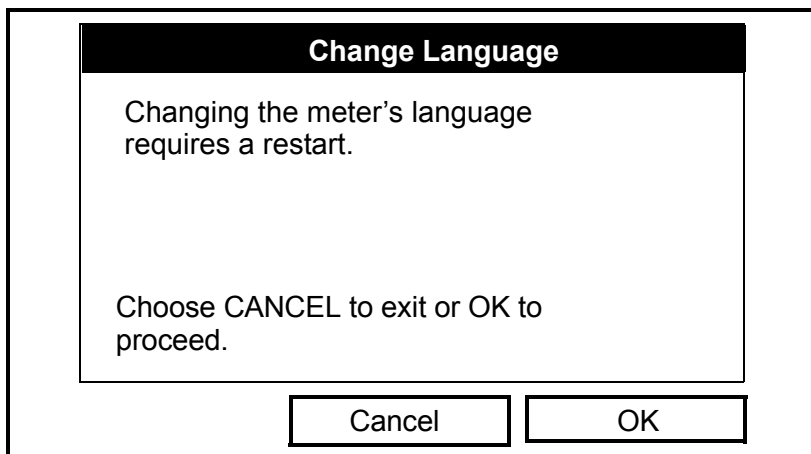 Change Language
Changing the meter’s language
requires a restart.
Choose CANCEL to exit or OK to
proceed.
Cancel
OK